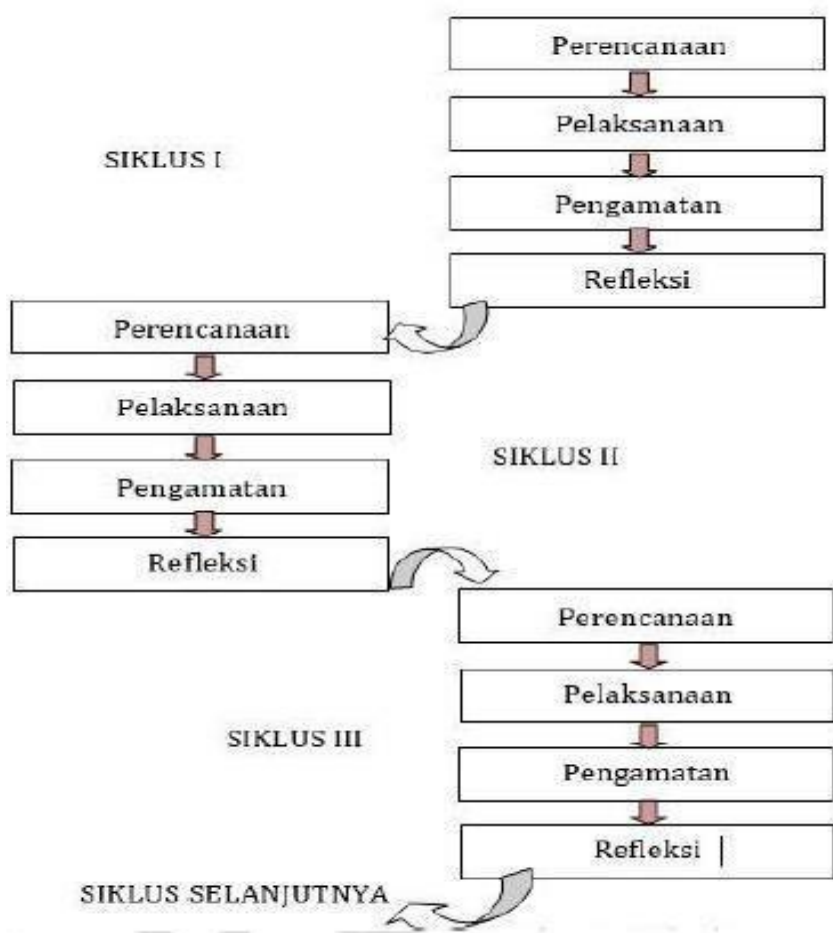 Perencanaan
Pelaksanaan
SIKLUS I
Pengamatan
Refleksi
Perencanaan
Pelaksanaan
SIKLUS II
Pengamatan
Refleksi
Perencanaan
Pelaksanaan
SIKLUS III
Pengamatan
Refleksi
SIKLUS SELANJUTNYA